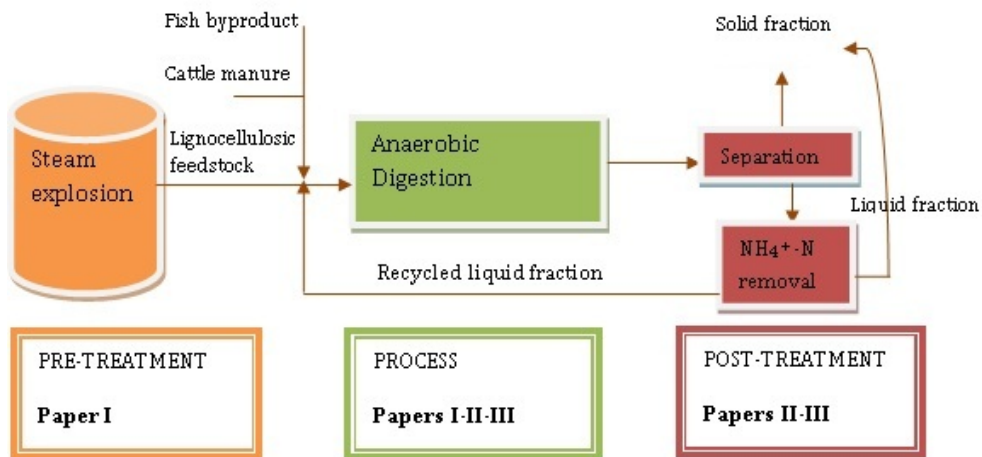 Fish byproduct
Solid fraction
Cattle manure
Lignocellulosic
feedstock
Steam
explosion
Anaerobic
Digestion
Separation
Liquid fraction
NH₄⁺-N
removal
Recycled liquid fraction
PRE-TREATMENT
Paper I
PROCESS
Papers I-II-III
POST-TREATMENT
Papers II-III